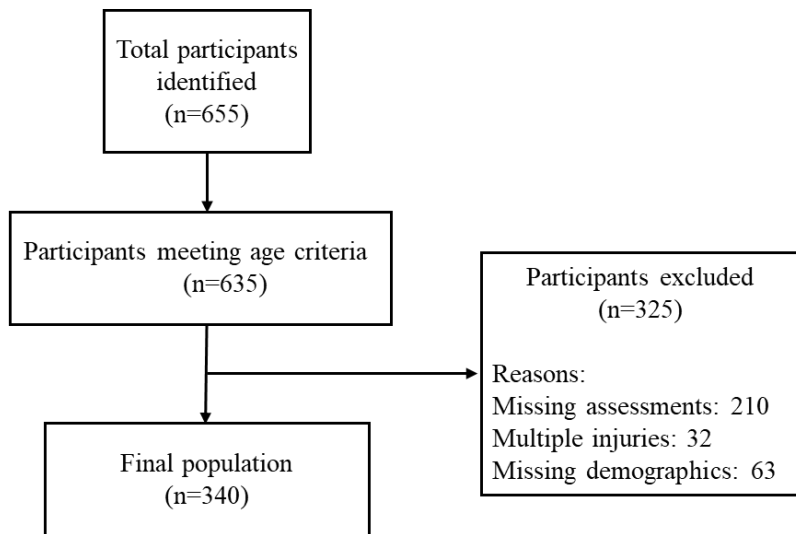 Total participants
identified
(n=655)
Participants meeting age criteria
(n=635)
Participants excluded
(n=325)
Reasons:
Missing assessments: 210
Multiple injuries: 32
Missing demographics: 63
Final population
(n=340)